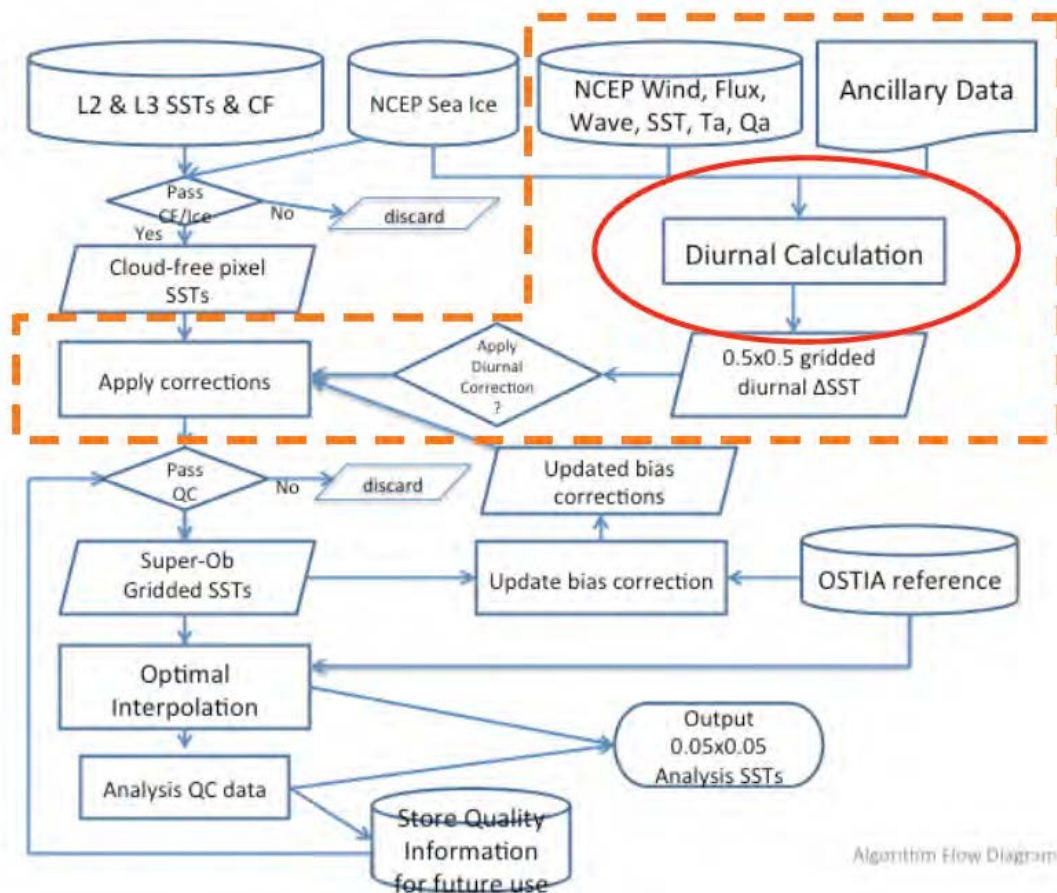 L2 & L3 SSTs & CF
NCEP Sea Ice
NCEP Wind, Flux,
Wave, SST, Ta, Qa
Ancillary Data
Pass
CF/Ice
No
discard
Yes
Cloud-free pixel
SSTs
Diurnal Calculation
Apply corrections
Apply
Diurnal
Correction
?
0.5x0.5 gridded
diurnal ΔSST
Pass
QC
No
discard
Updated bias
corrections
Super-Ob
Gridded SSTs
Update bias correction
OSTIA reference
Optimal
Interpolation
Output
0.05x0.05
Analysis SSTs
Analysis QC data
Store Quality
Information
for future use
Algorithm Flow Diagram